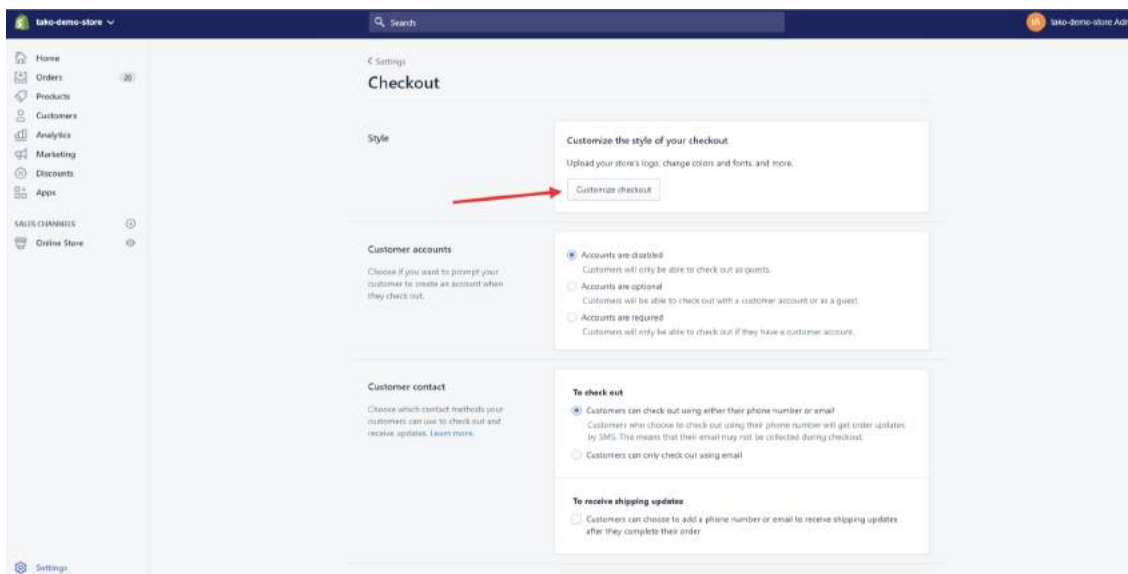 tako-demo-store
Search
tA
tako-demo-store Adm
Home
Orders 20
Products
Customers
Analytics
Marketing
Discounts
Apps
SALES CHANNELS
Online Store
Settings
Settings
Checkout
Style
Customize the style of your checkout
Upload your store's logo, change colors and fonts, and more.
Customize checkout
Customer accounts
Choose if you want to prompt your
customer to create an account when
they check out.
Accounts are disabled
Customers will only be able to check out as guests.
Accounts are optional
Customers will be able to check out with a customer account or as a guest.
Accounts are required
Customers will only be able to check out if they have a customer account.
Customer contact
Choose which contact methods your
customers can use to check out and
receive updates. Learn more.
To check out
Customers can check out using either their phone number or email
Customers who choose to check out using their phone number will get order updates
by SMS. This means that their email may not be collected during checkout.
Customers can only check out using email
To receive shipping updates
Customers can choose to add a phone number or email to receive shipping updates
after they complete their order